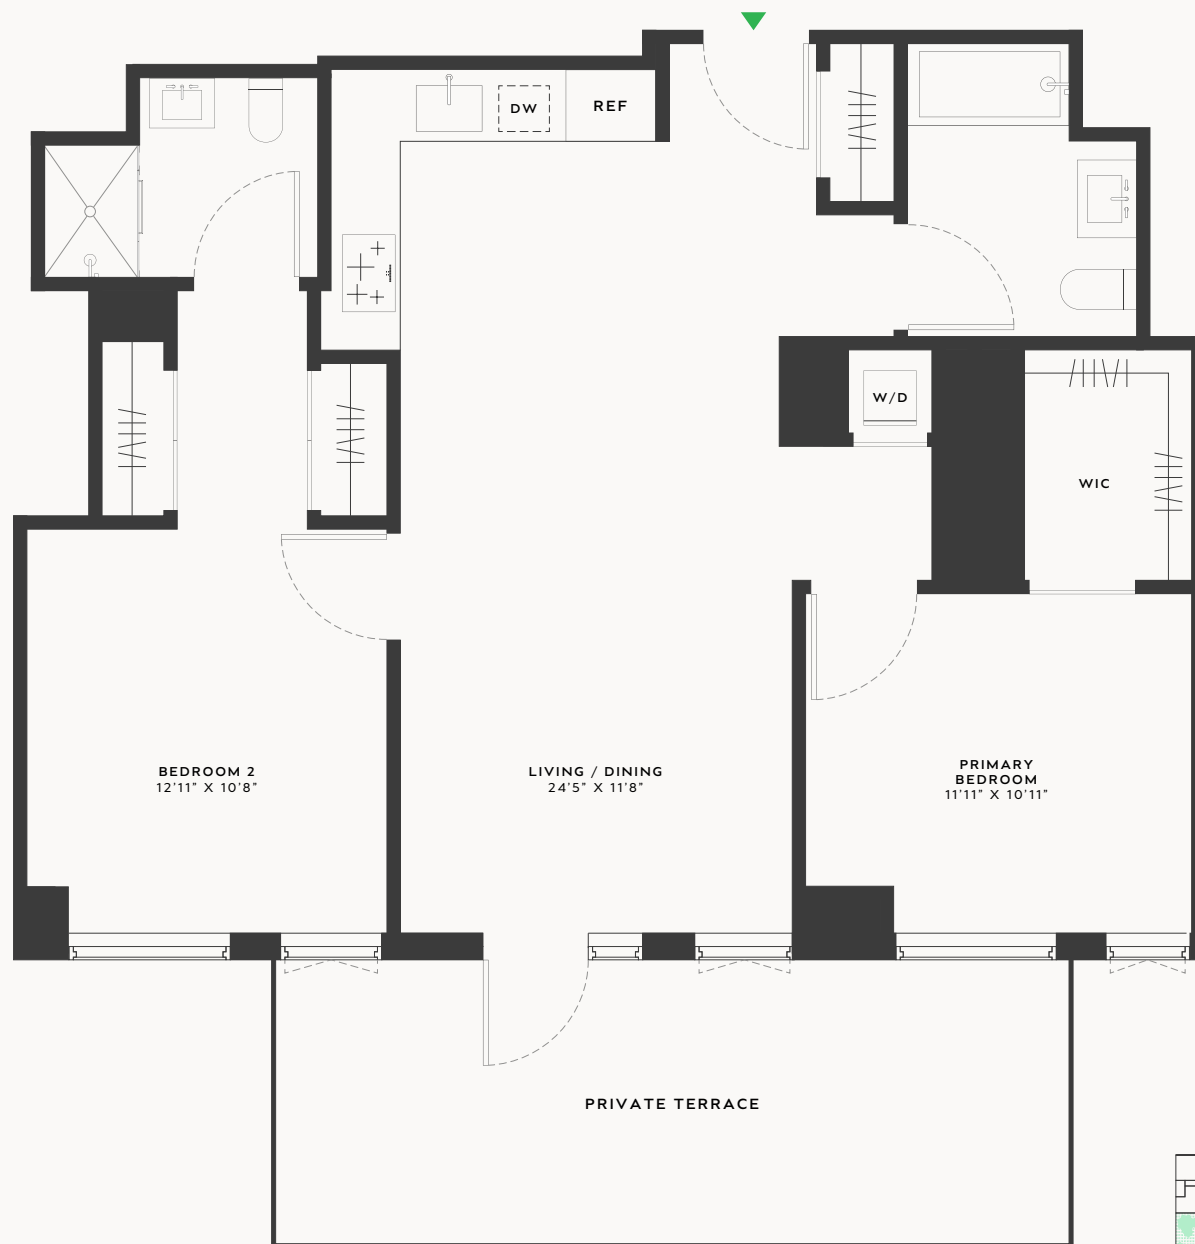 DW
REF
W/D
WIC
BEDROOM 2
12'11" X 10'8"
LIVING / DINING
24'5" X 11'8"
PRIMARY
BEDROOM
11'11" X 10'11"
PRIVATE TERRACE